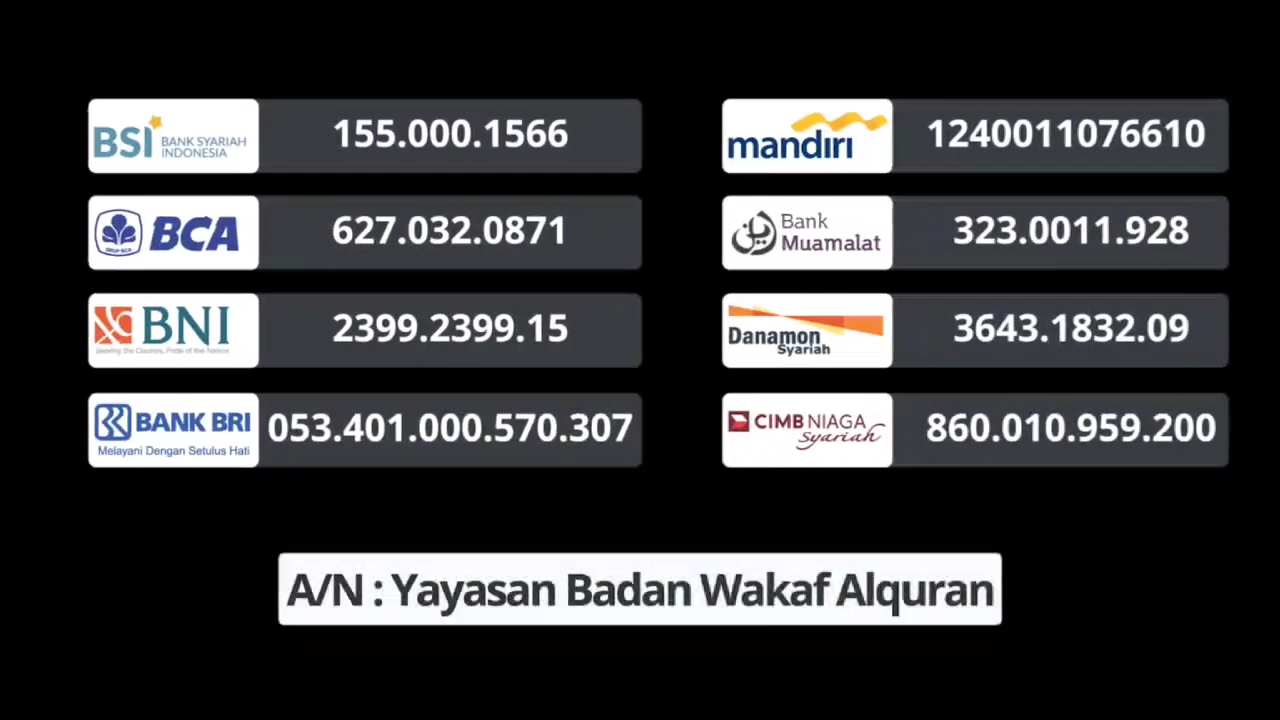 BSI BANK SYARIAH INDONESIA
155.000.1566
mandiri
1240011076610
BCA
627.032.0871
Bank Muamalat
323.0011.928
BNI
2399.2399.15
Danamon Syariah
3643.1832.09
BANK BRI
Melayani Dengan Setulus Hati
053.401.000.570.307
CIMB NIAGA syariah
860.010.959.200
A/N : Yayasan Badan Wakaf Alquran